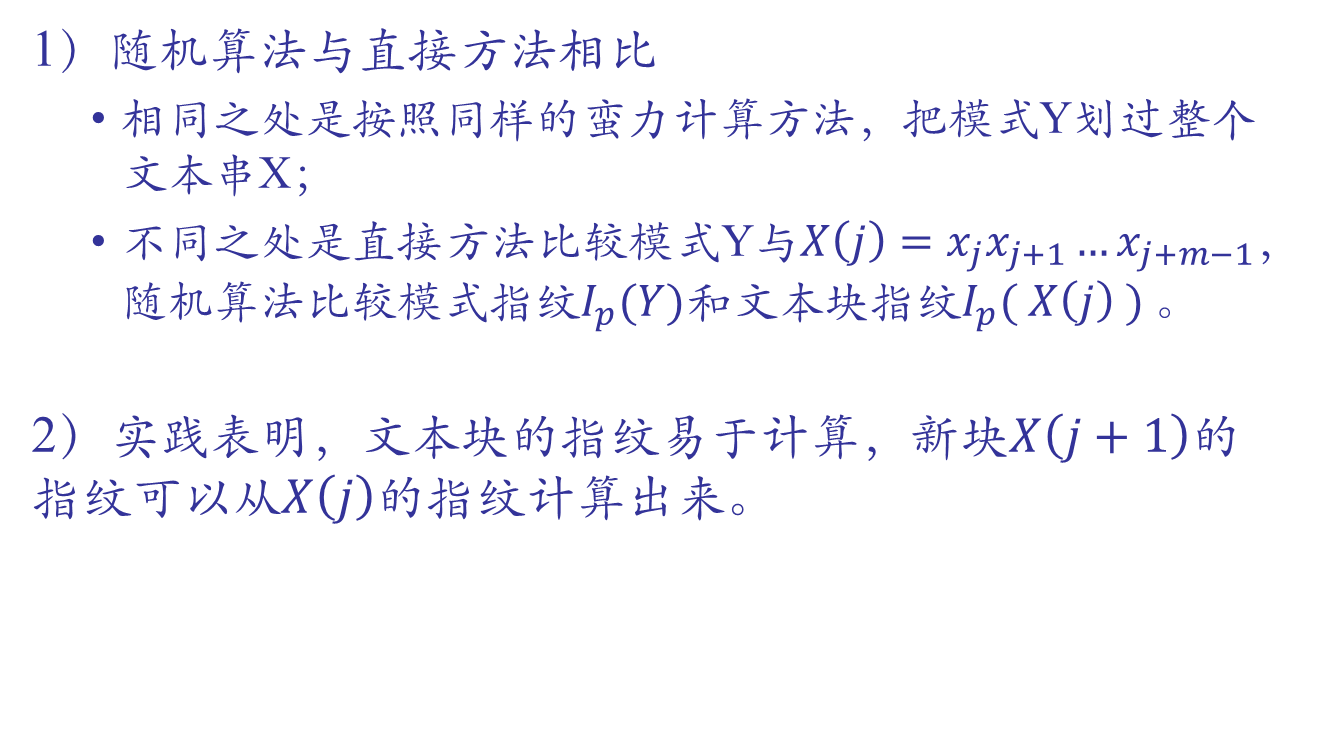 1）随机算法与直接方法相比
• 相同之处是按照同样的蛮力计算方法，把模式Y划过整个
文本串X；
• 不同之处是直接方法比较模式Y与𝑋(𝑗) = 𝑥ⱼ𝑥ⱼ₊₁ … 𝑥ⱼ₊ₘ₋₁，
随机算法比较模式指纹𝐼ₚ(𝑌)和文本块指纹𝐼ₚ( 𝑋(𝑗) ) 。
2）实践表明，文本块的指纹易于计算，新块𝑋(𝑗 + 1)的
指纹可以从𝑋(𝑗)的指纹计算出来。